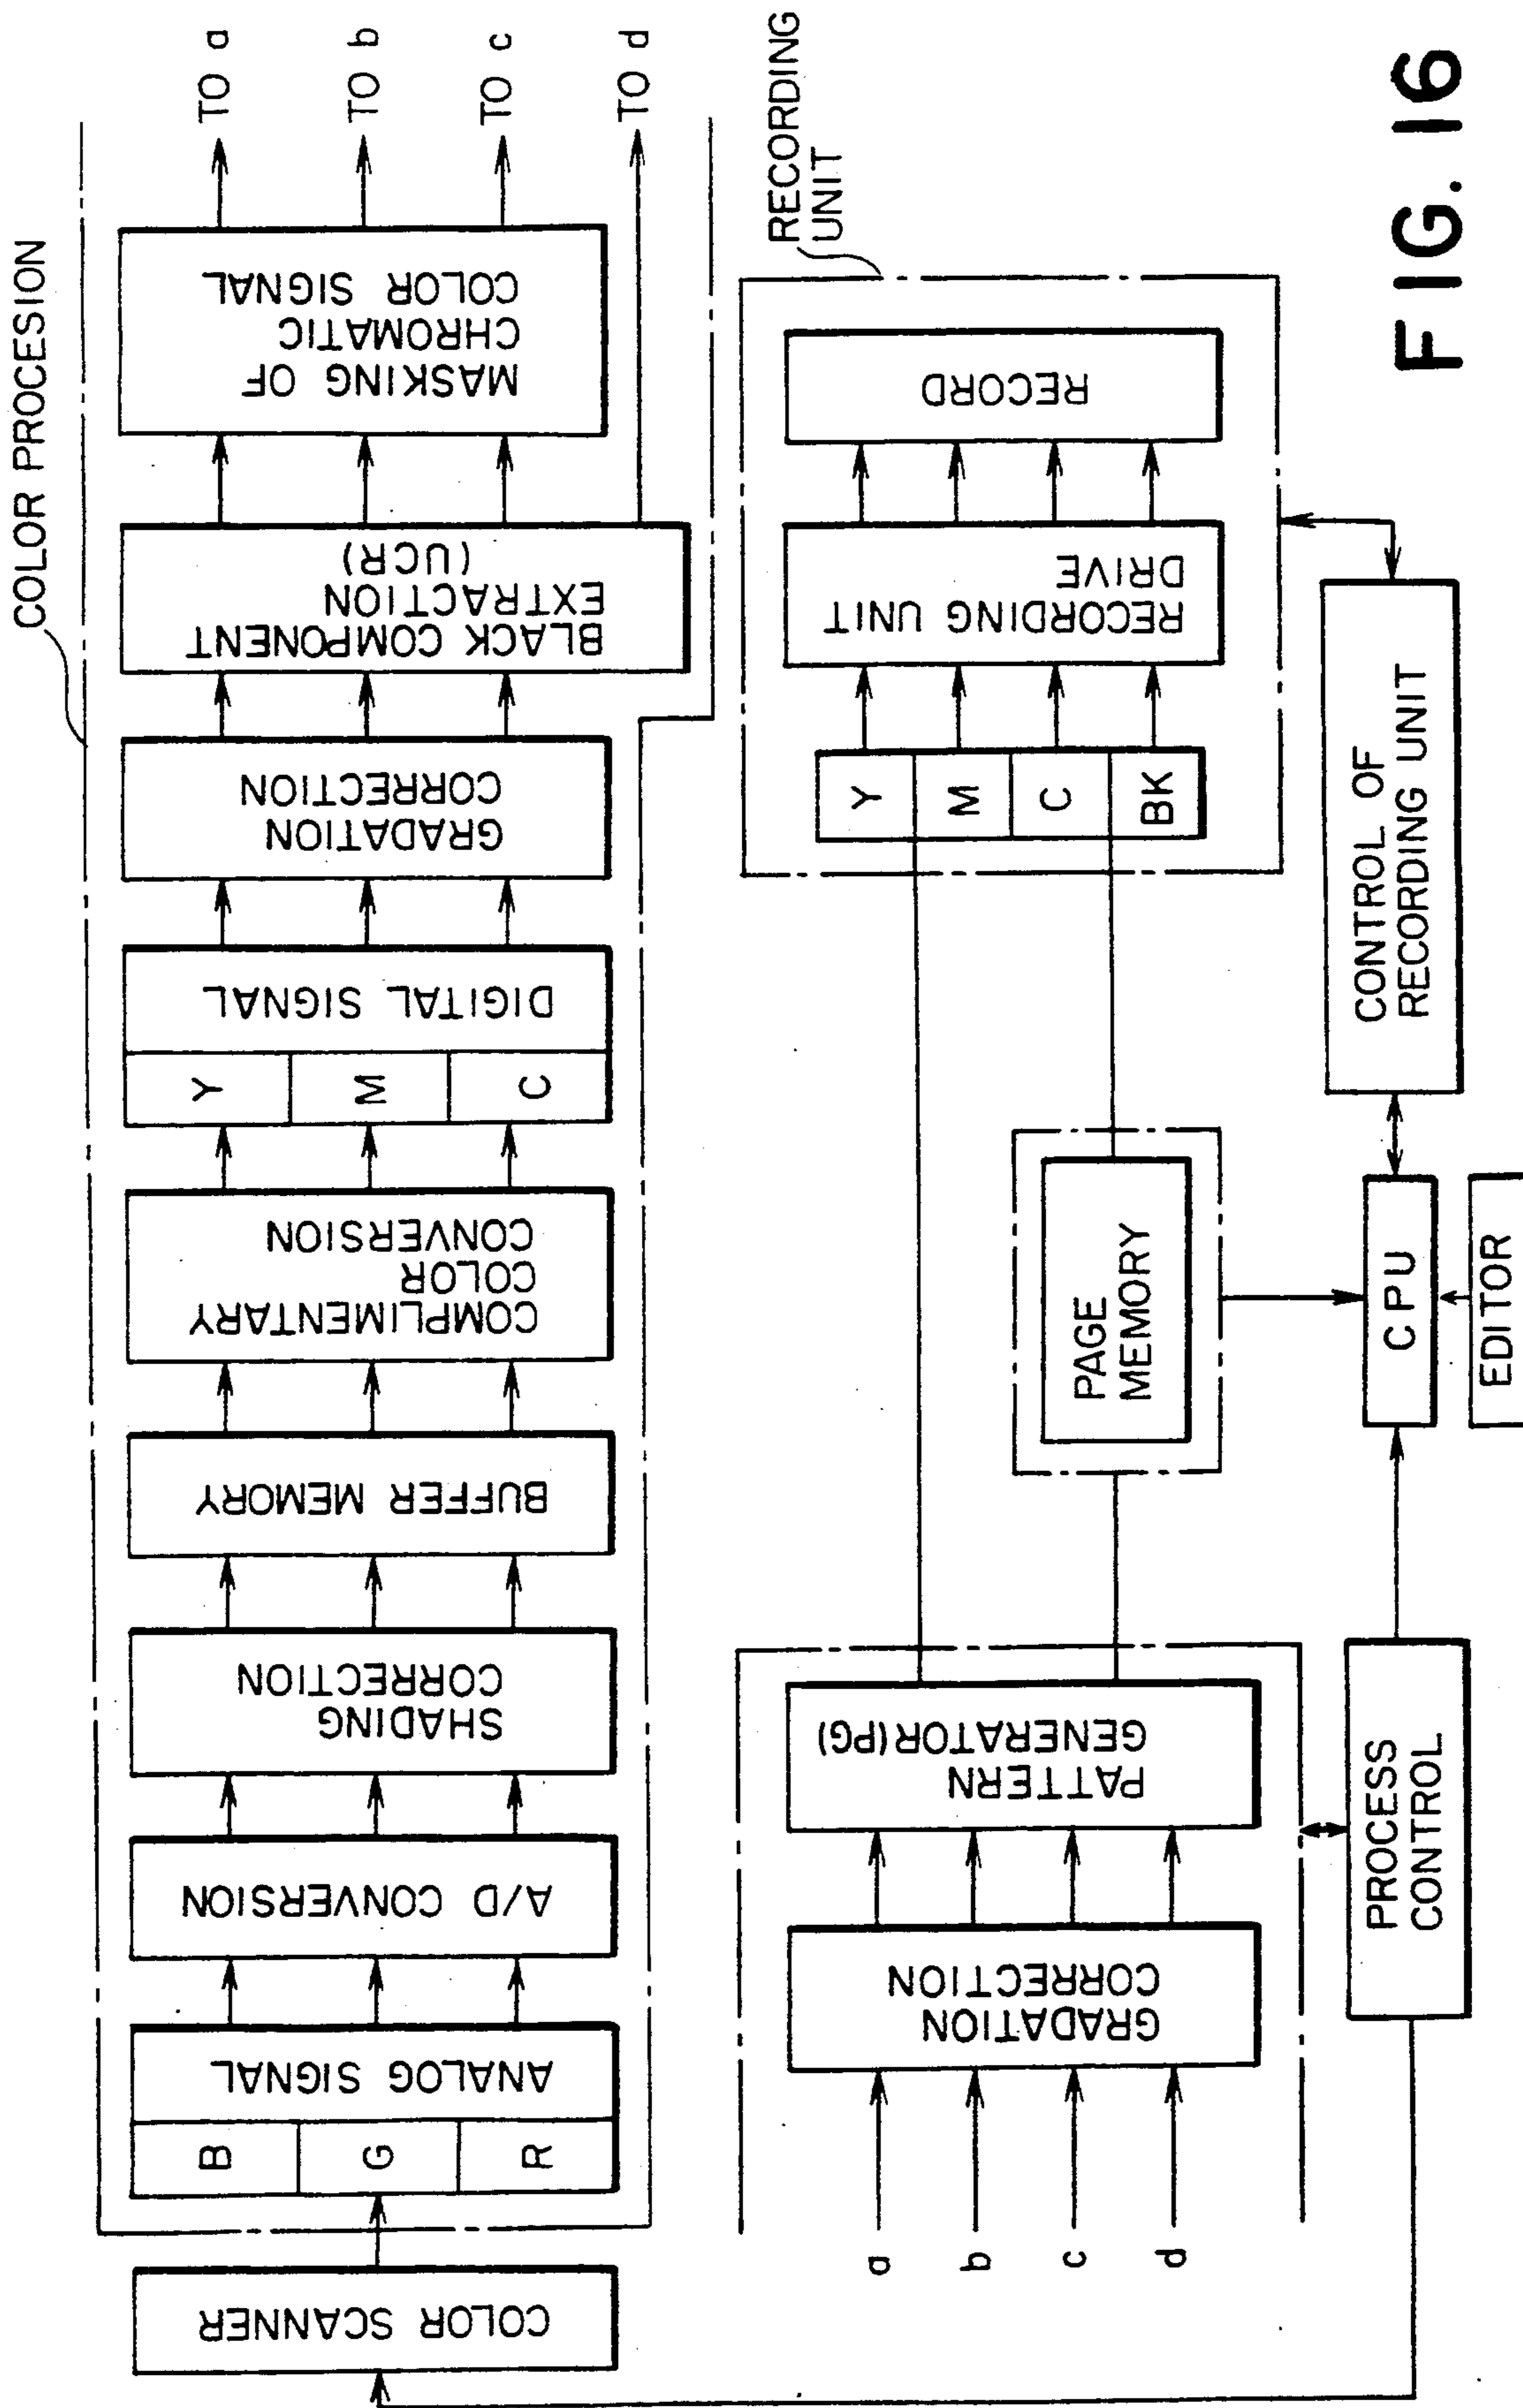 COLOR PROCESION
COLOR SCANNER
B
G
R
ANALOG SIGNAL
A/D CONVERSION
SHADING
CORRECTION
BUFFER MEMORY
COMPLIMENTARY
COLOR
CONVERSION
Y
M
C
DIGITAL SIGNAL
GRADATION
CORRECTION
BLACK COMPONENT
EXTRACTION
(UCR)
MASKING OF
CHROMATIC
COLOR SIGNAL
TO a
TO b
TO c
TO d
a
b
c
d
GRADATION
CORRECTION
PATTERN
GENERATOR(PG)
PAGE
MEMORY
RECORDING
UNIT
Y
M
C
BK
RECORDING UNIT
DRIVE
RECORD
PROCESS
CONTROL
CPU
EDITOR
CONTROL OF
RECORDING UNIT
FIG. 16